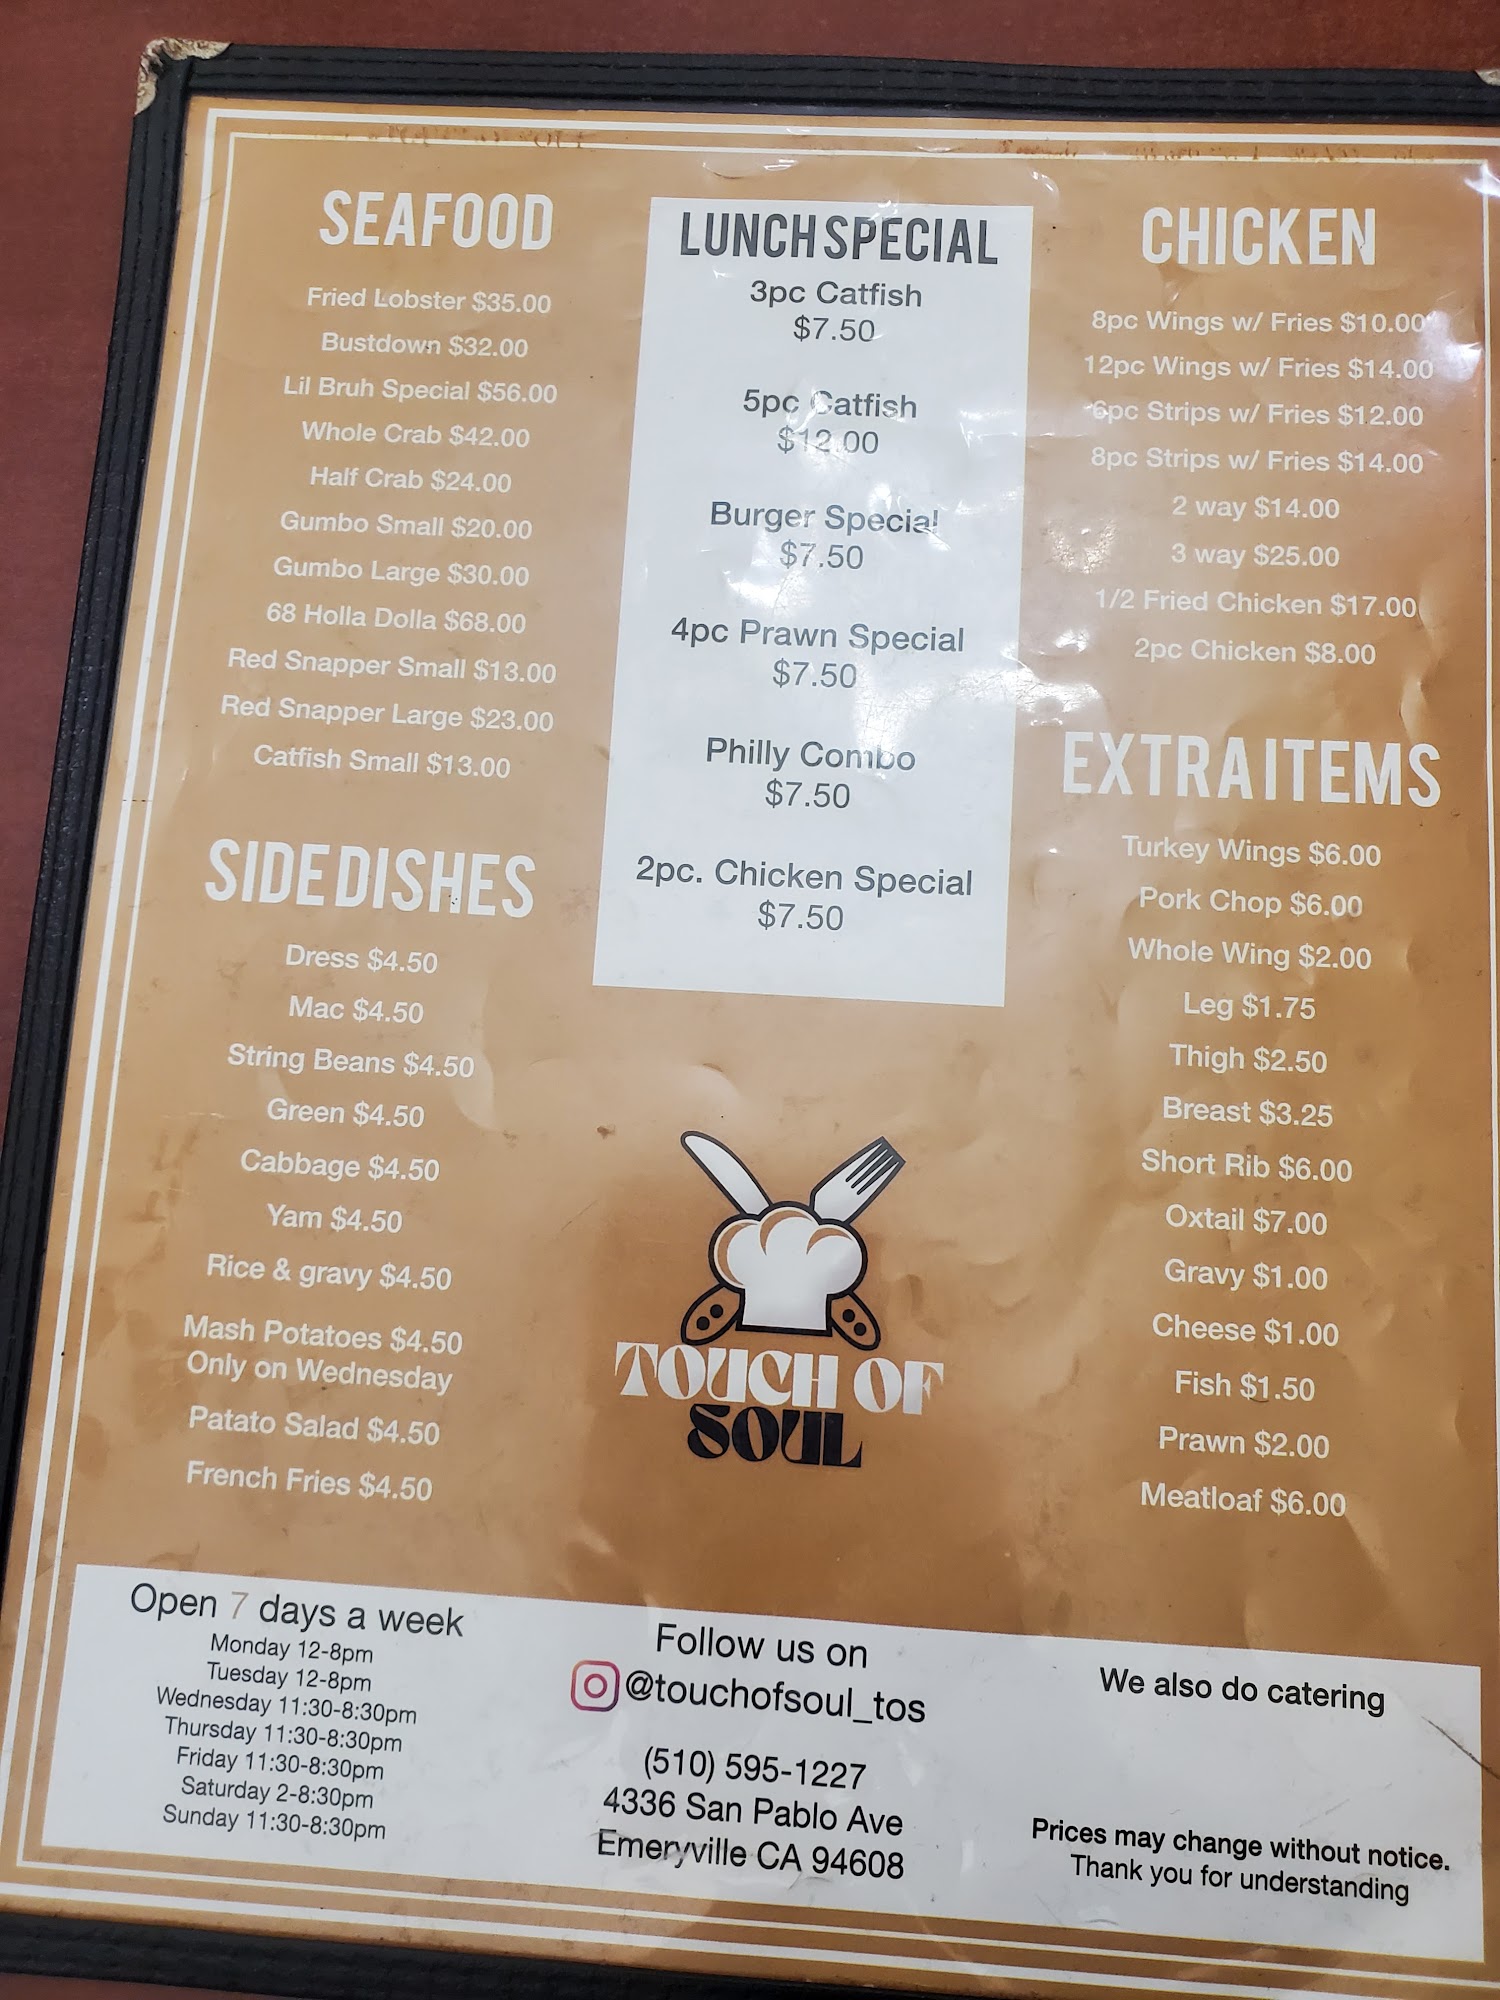 SEAFOOD
Fried Lobster $35.00
Bustdown $32.00
Lil Bruh Special $56.00
Whole Crab $42.00
Half Crab $24.00
Gumbo Small $20.00
Gumbo Large $30.00
68 Holla Dolla $68.00
Red Snapper Small $13.00
Red Snapper Large $23.00
Catfish Small $13.00
SIDE DISHES
Dress $4.50
Mac $4.50
String Beans $4.50
Green $4.50
Cabbage $4.50
Yam $4.50
Rice & gravy $4.50
Mash Potatoes $4.50
Only on Wednesday
Patato Salad $4.50
French Fries $4.50
LUNCH SPECIAL
3pc Catfish
$7.50
5pc Catfish
$12.00
Burger Special
$7.50
4pc Prawn Special
$7.50
Philly Combo
$7.50
2pc. Chicken Special
$7.50
TOUCH OF
SOUL
CHICKEN
8pc Wings w/ Fries $10.00
12pc Wings w/ Fries $14.00
6pc Strips w/ Fries $12.00
8pc Strips w/ Fries $14.00
2 way $14.00
3 way $25.00
1/2 Fried Chicken $17.00
2pc Chicken $8.00
EXTRA ITEMS
Turkey Wings $6.00
Pork Chop $6.00
Whole Wing $2.00
Leg $1.75
Thigh $2.50
Breast $3.25
Short Rib $6.00
Oxtail $7.00
Gravy $1.00
Cheese $1.00
Fish $1.50
Prawn $2.00
Meatloaf $6.00
Open 7 days a week
Monday 12-8pm
Tuesday 12-8pm
Wednesday 11:30-8:30pm
Thursday 11:30-8:30pm
Friday 11:30-8:30pm
Saturday 2-8:30pm
Sunday 11:30-8:30pm
Follow us on
@touchofsoul_tos
(510) 595-1227
4336 San Pablo Ave
Emeryville CA 94608
We also do catering
Prices may change without notice.
Thank you for understanding